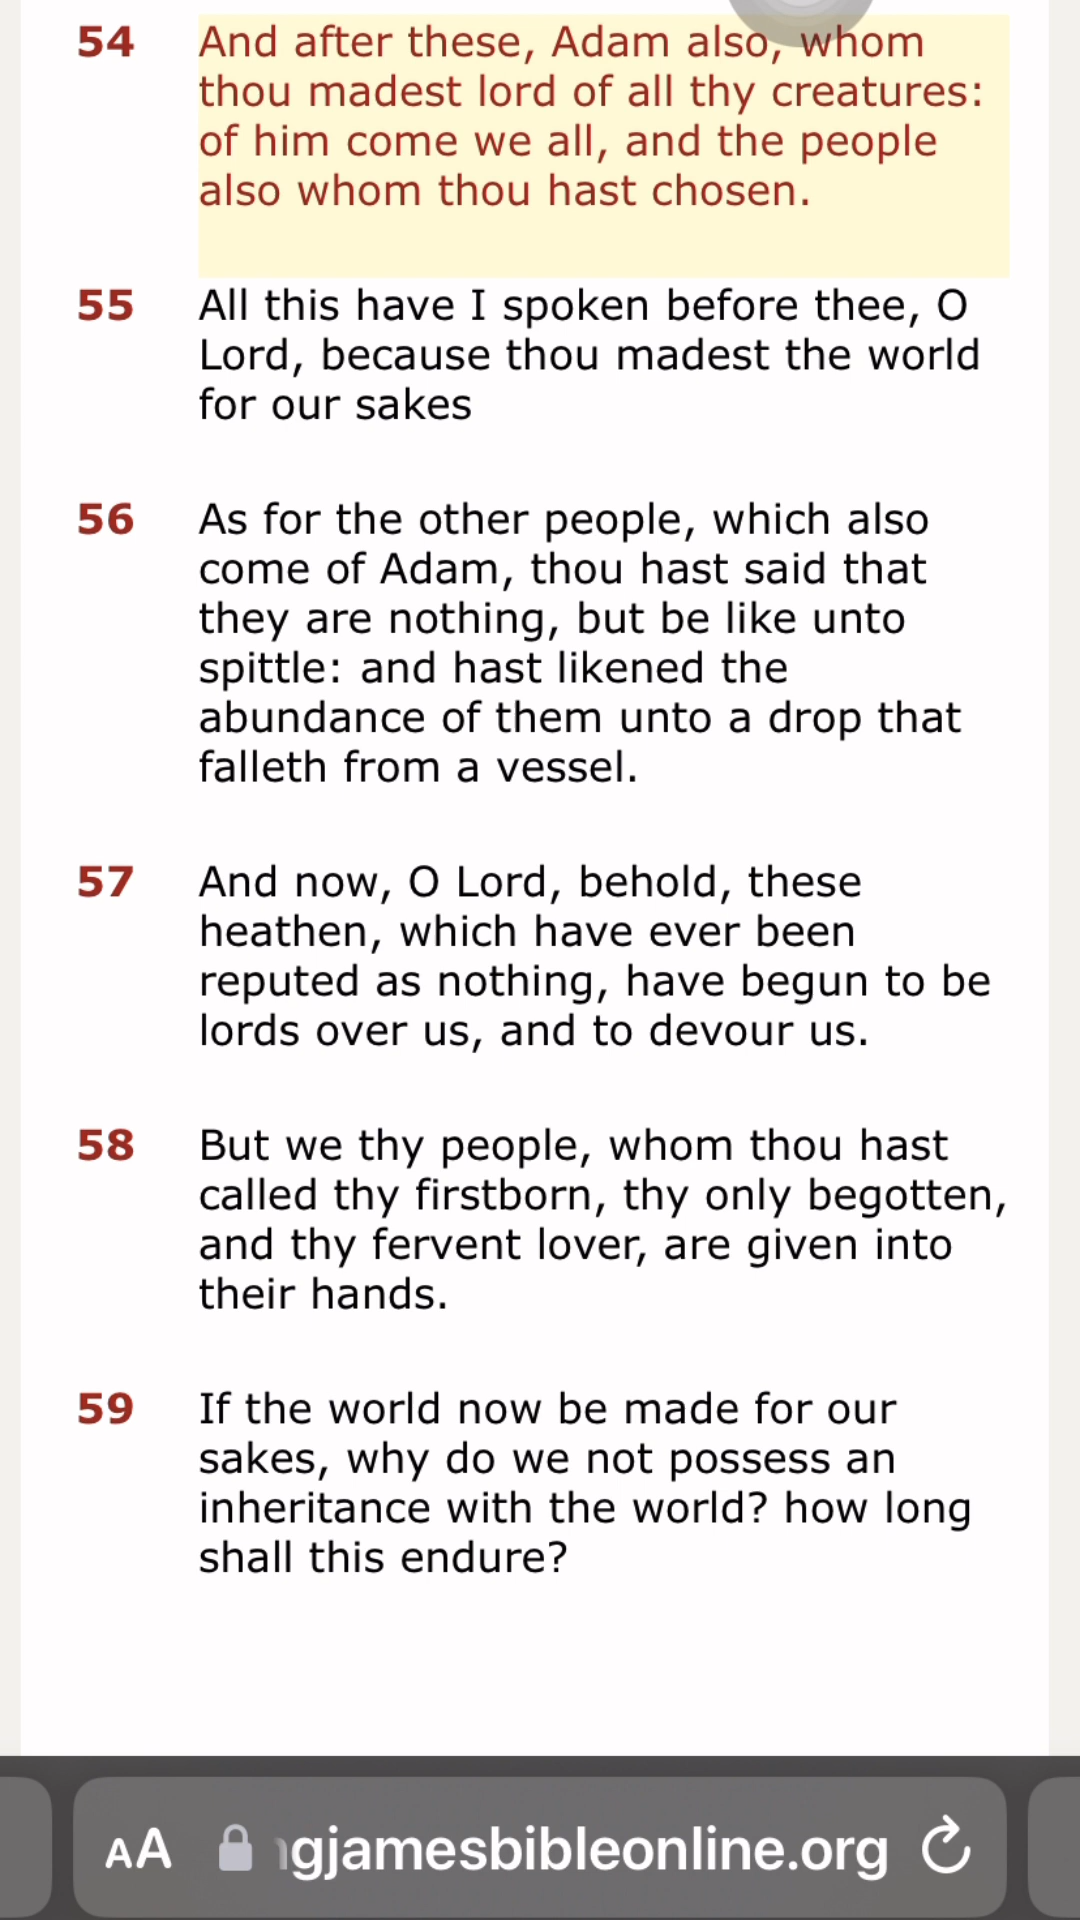 54 And after these, Adam also, whom
thou madest lord of all thy creatures:
of him come we all, and the people
also whom thou hast chosen.
55 All this have I spoken before thee, O
Lord, because thou madest the world
for our sakes
56 As for the other people, which also
come of Adam, thou hast said that
they are nothing, but be like unto
spittle: and hast likened the
abundance of them unto a drop that
falleth from a vessel.
57 And now, O Lord, behold, these
heathen, which have ever been
reputed as nothing, have begun to be
lords over us, and to devour us.
58 But we thy people, whom thou hast
called thy firstborn, thy only begotten,
and thy fervent lover, are given into
their hands.
59 If the world now be made for our
sakes, why do we not possess an
inheritance with the world? how long
shall this endure?
AA gjamesbibleonline.org